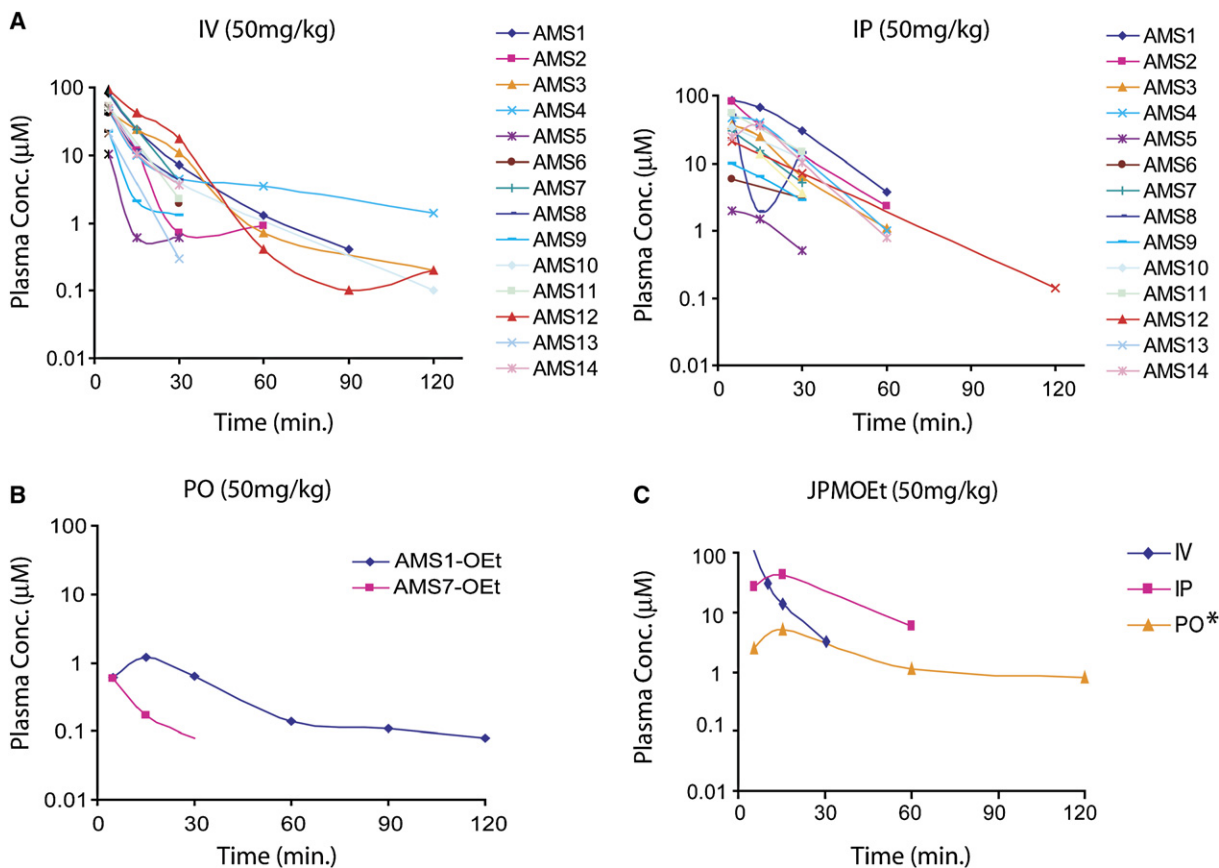 A
IV (50mg/kg)
Plasma Conc. (µM)
100
10
1
0.1
0.01
0 30 60 90 120
Time (min.)
AMS1
AMS2
AMS3
AMS4
AMS5
AMS6
AMS7
AMS8
AMS9
AMS10
AMS11
AMS12
AMS13
AMS14
IP (50mg/kg)
Plasma Conc. (µM)
100
10
1
0.1
0.01
0 30 60 90 120
Time (min.)
AMS1
AMS2
AMS3
AMS4
AMS5
AMS6
AMS7
AMS8
AMS9
AMS10
AMS11
AMS12
AMS13
AMS14
B
PO (50mg/kg)
Plasma Conc. (µM)
100
10
1
0.1
0.01
0 30 60 90 120
Time (min.)
AMS1-OEt
AMS7-OEt
C
JPMOEt (50mg/kg)
Plasma Conc. (µM)
100
10
1
0.1
0.01
0 30 60 90 120
Time (min.)
IV
IP
PO*